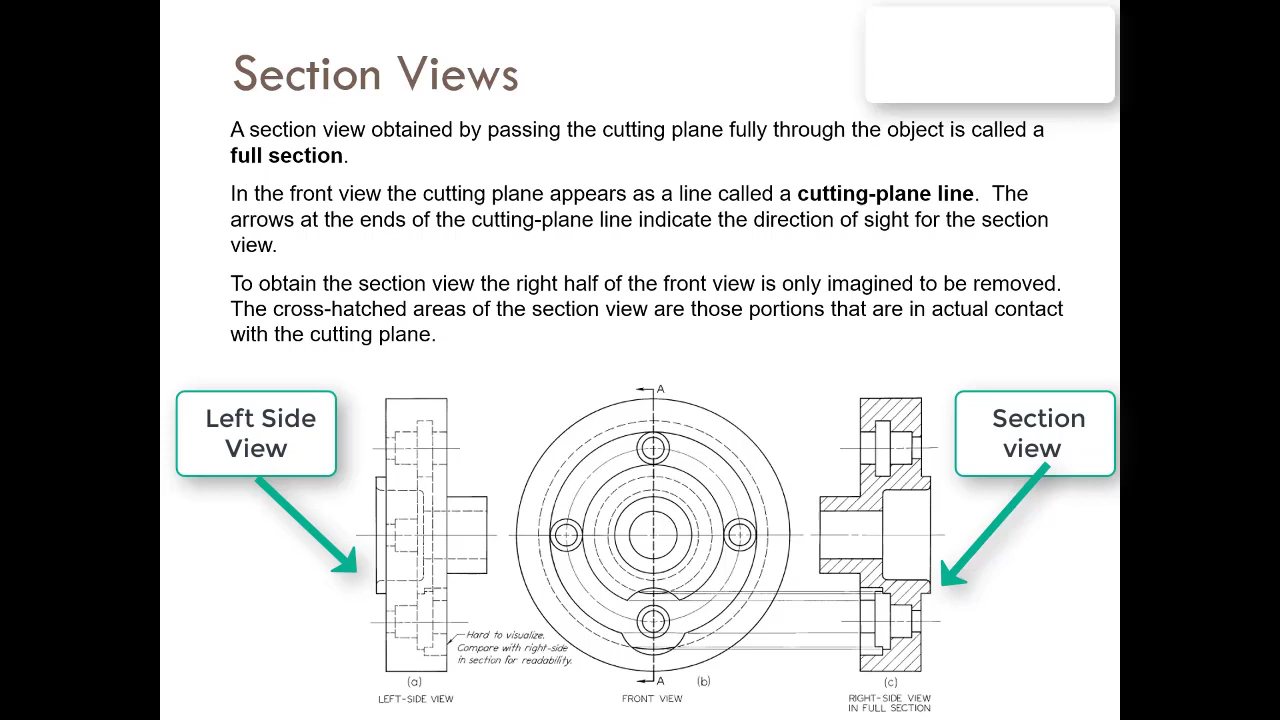 Section Views
A section view obtained by passing the cutting plane fully through the object is called a
full section.
In the front view the cutting plane appears as a line called a cutting-plane line.  The
arrows at the ends of the cutting-plane line indicate the direction of sight for the section
view.
To obtain the section view the right half of the front view is only imagined to be removed.
The cross-hatched areas of the section view are those portions that are in actual contact
with the cutting plane.
Left Side
View
A
Section
view
Hard to visualize.
Compare with right-side
in section for readability.
A
(a)
LEFT-SIDE VIEW
(b)
FRONT VIEW
(c)
RIGHT-SIDE VIEW
IN FULL SECTION